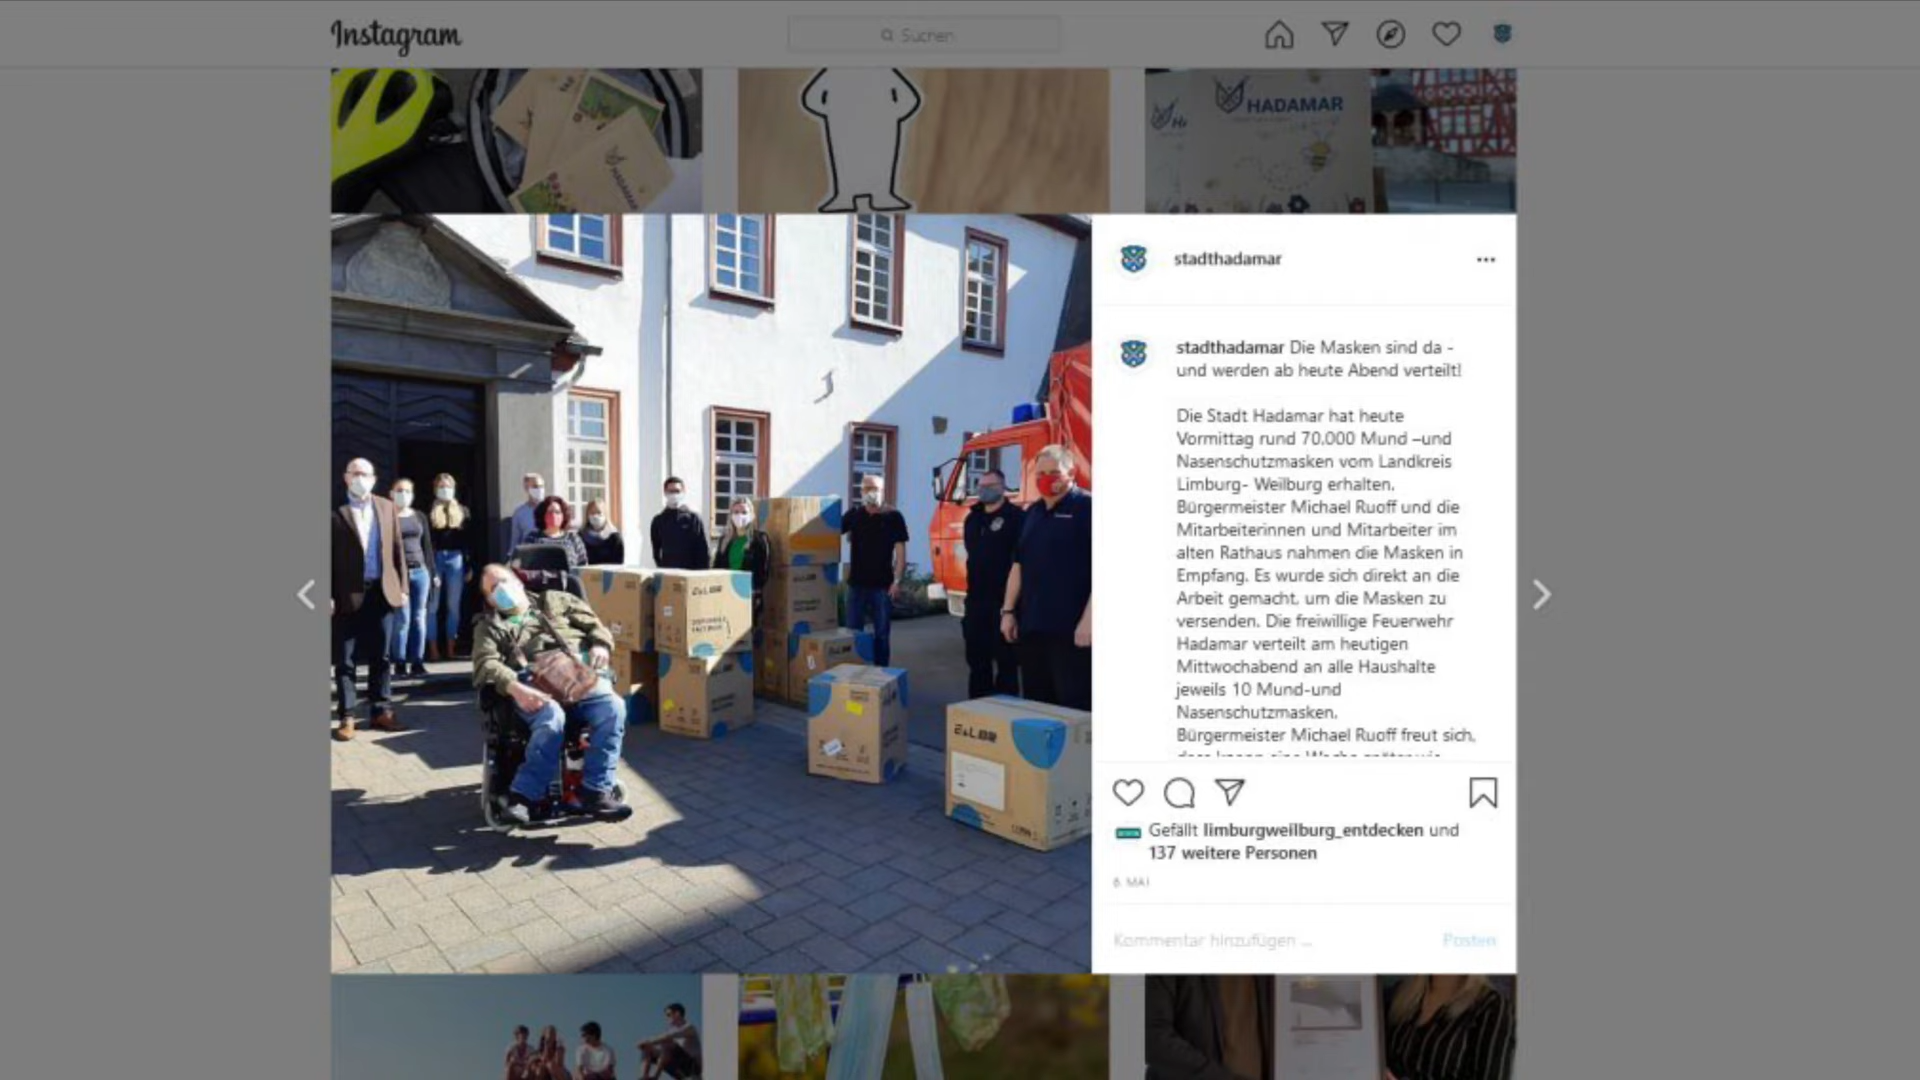 Instagram
Suchen
HADAMAR
HADAMAR
stadthadamar
stadthadamar Die Masken sind da -
und werden ab heute Abend verteilt!
Die Stadt Hadamar hat heute
Vormittag rund 70.000 Mund –und
Nasenschutzmasken vom Landkreis
Limburg- Weilburg erhalten.
Bürgermeister Michael Ruoff und die
Mitarbeiterinnen und Mitarbeiter im
alten Rathaus nahmen die Masken in
Empfang. Es wurde sich direkt an die
Arbeit gemacht, um die Masken zu
versenden. Die freiwillige Feuerwehr
Hadamar verteilt am heutigen
Mittwochabend an alle Haushalte
jeweils 10 Mund-und
Nasenschutzmasken.
Bürgermeister Michael Ruoff freut sich,
Gefällt limburgweilburg_entdecken und
137 weitere Personen
6. MAI
Kommentar hinzufügen ...
Posten